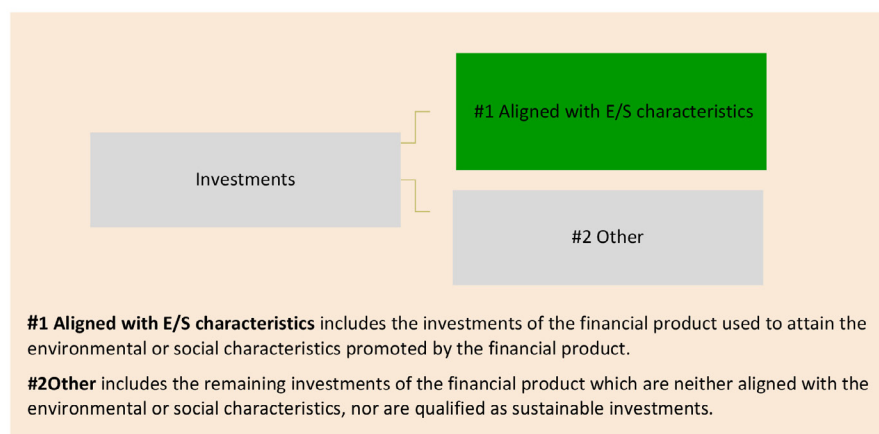 #1 Aligned with E/S characteristics
Investments
#2 Other
#1 Aligned with E/S characteristics includes the investments of the financial product used to attain the
environmental or social characteristics promoted by the financial product.
#2Other includes the remaining investments of the financial product which are neither aligned with the
environmental or social characteristics, nor are qualified as sustainable investments.